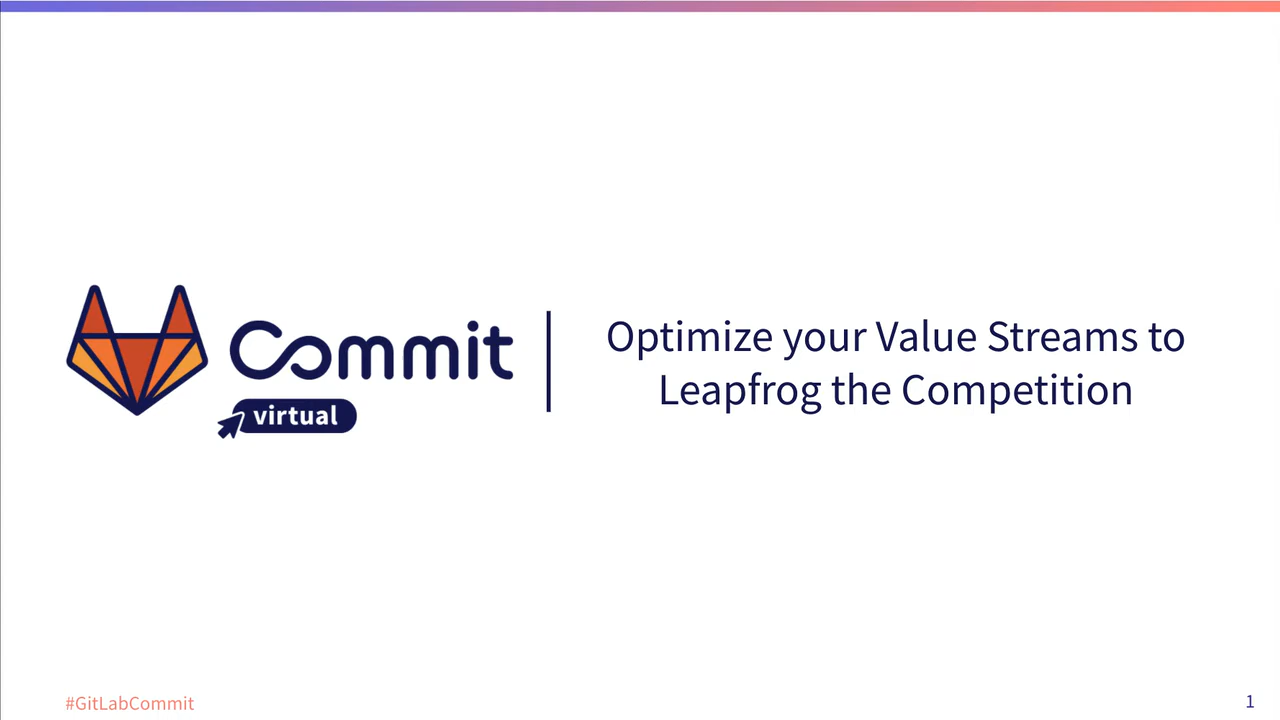 Commit
virtual
Optimize your Value Streams to
Leapfrog the Competition
#GitLabCommit
1